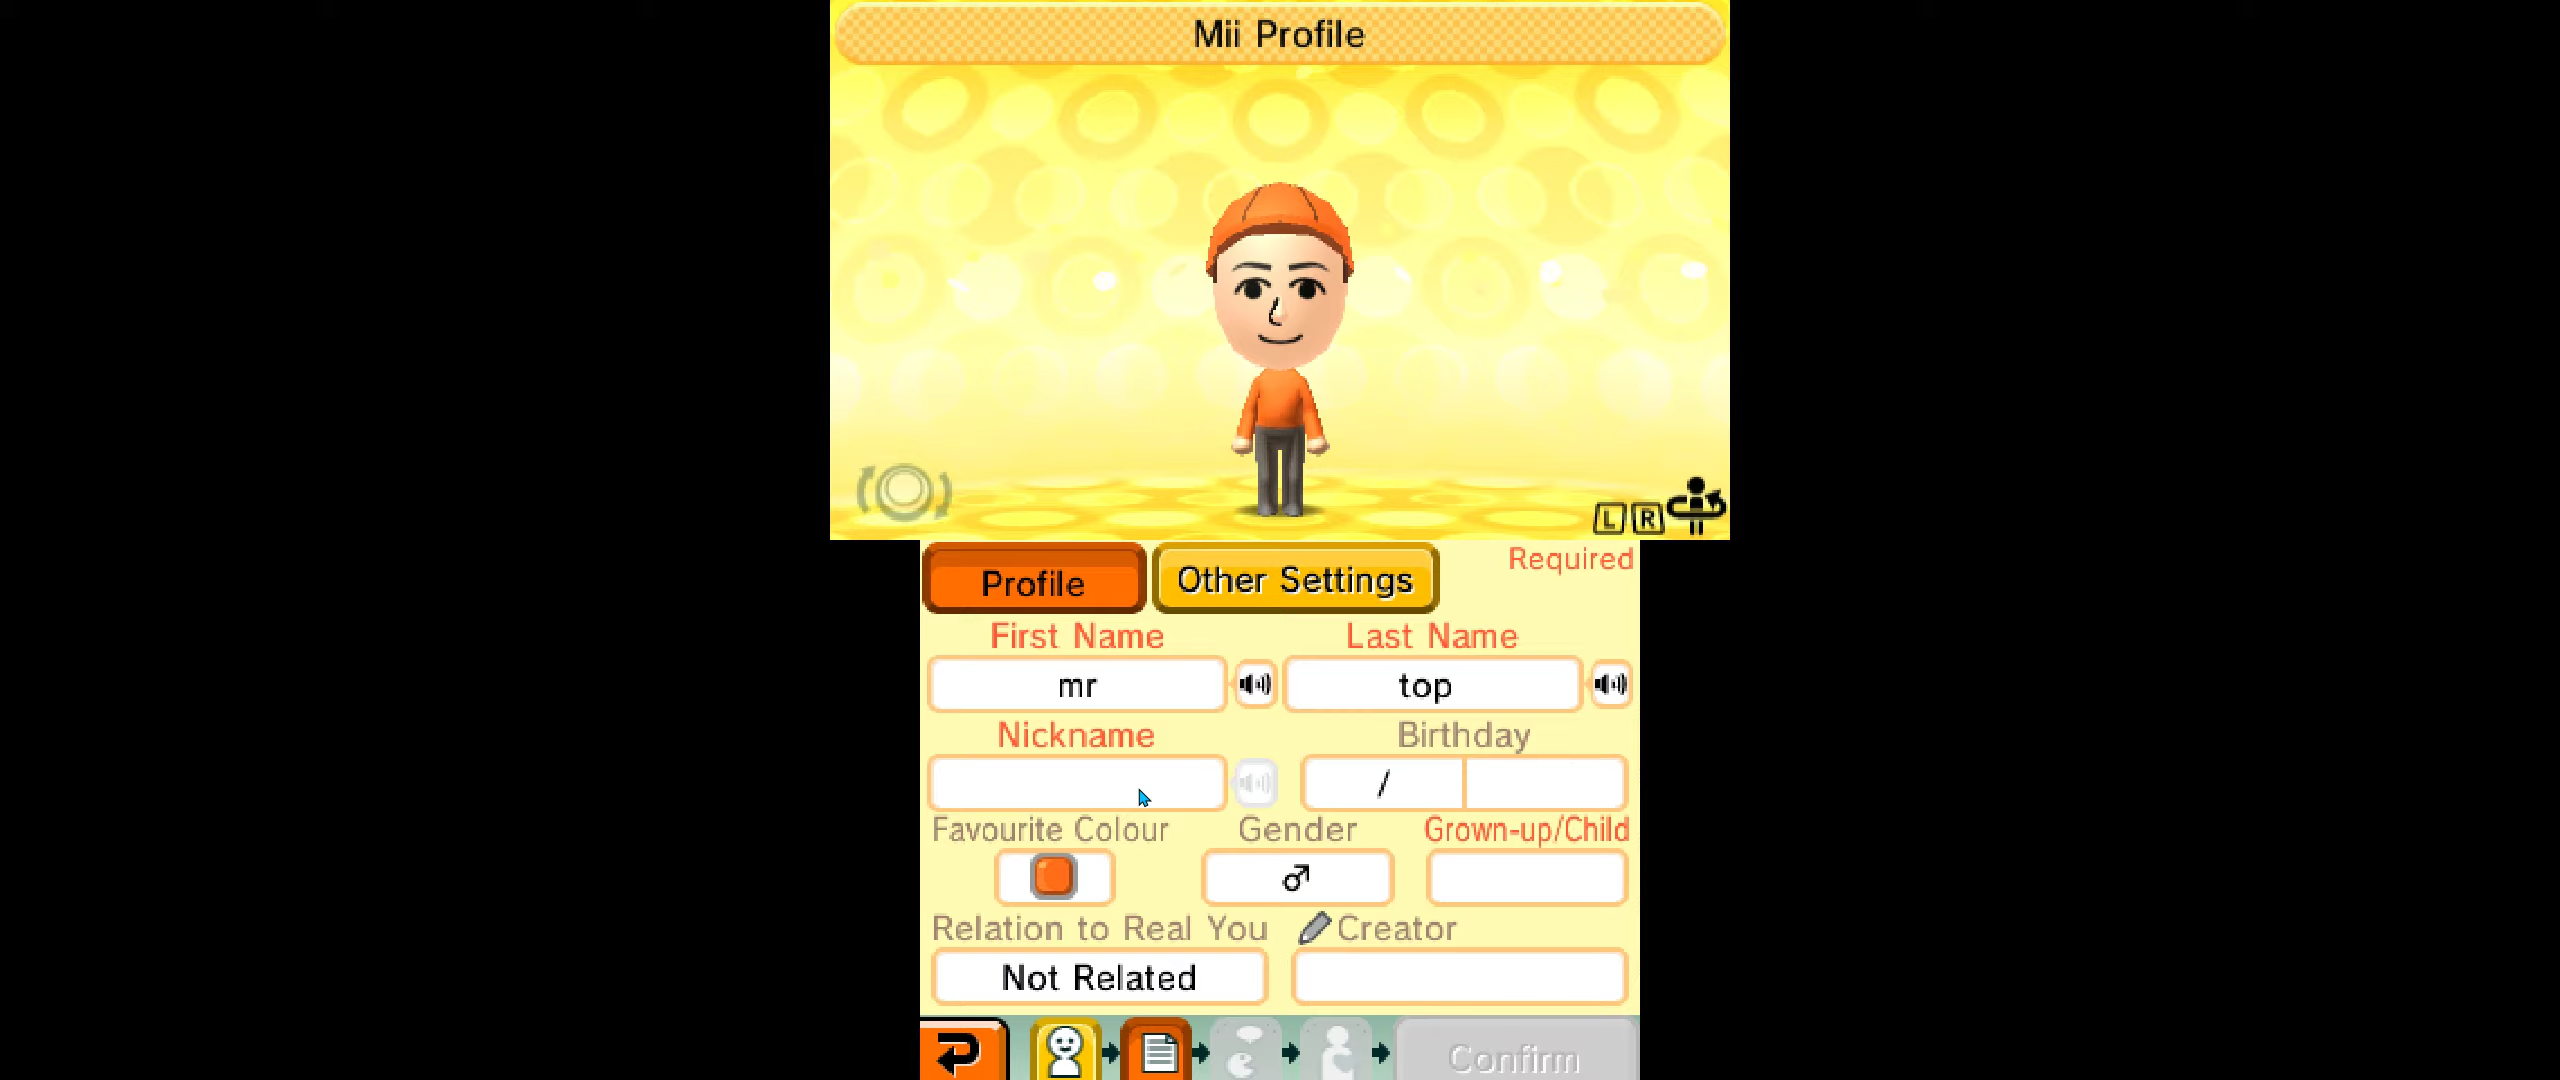 Mii Profile
L R
Profile
Other Settings
Required
First Name
Last Name
mr
top
Nickname
Birthday
/
Favourite Colour
Gender
Grown-up/Child
♂
Relation to Real You
Creator
Not Related
Confirm